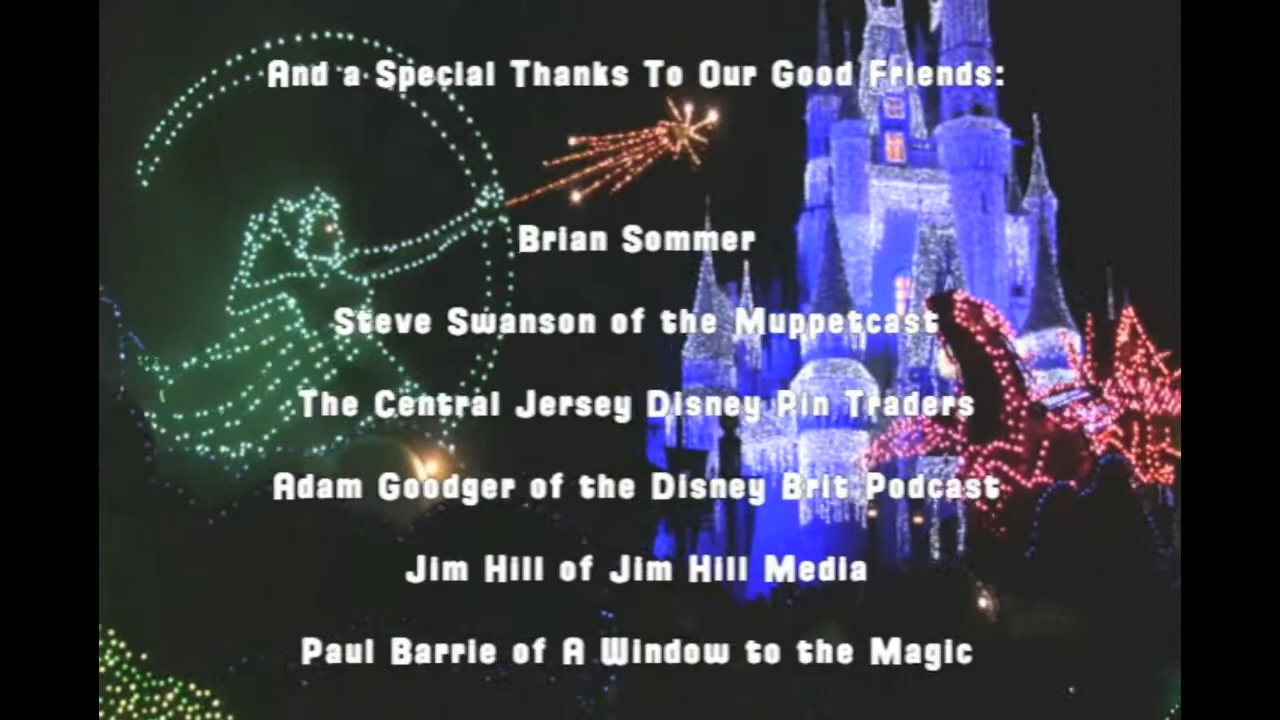 And a Special Thanks To Our Good Friends:
Brian Sommer
Steve Swanson of the Muppetcast
The Central Jersey Disney Pin Traders
Adam Goodger of the Disney Brit Podcast
Jim Hill of Jim Hill Media
Paul Barrie of A Window to the Magic